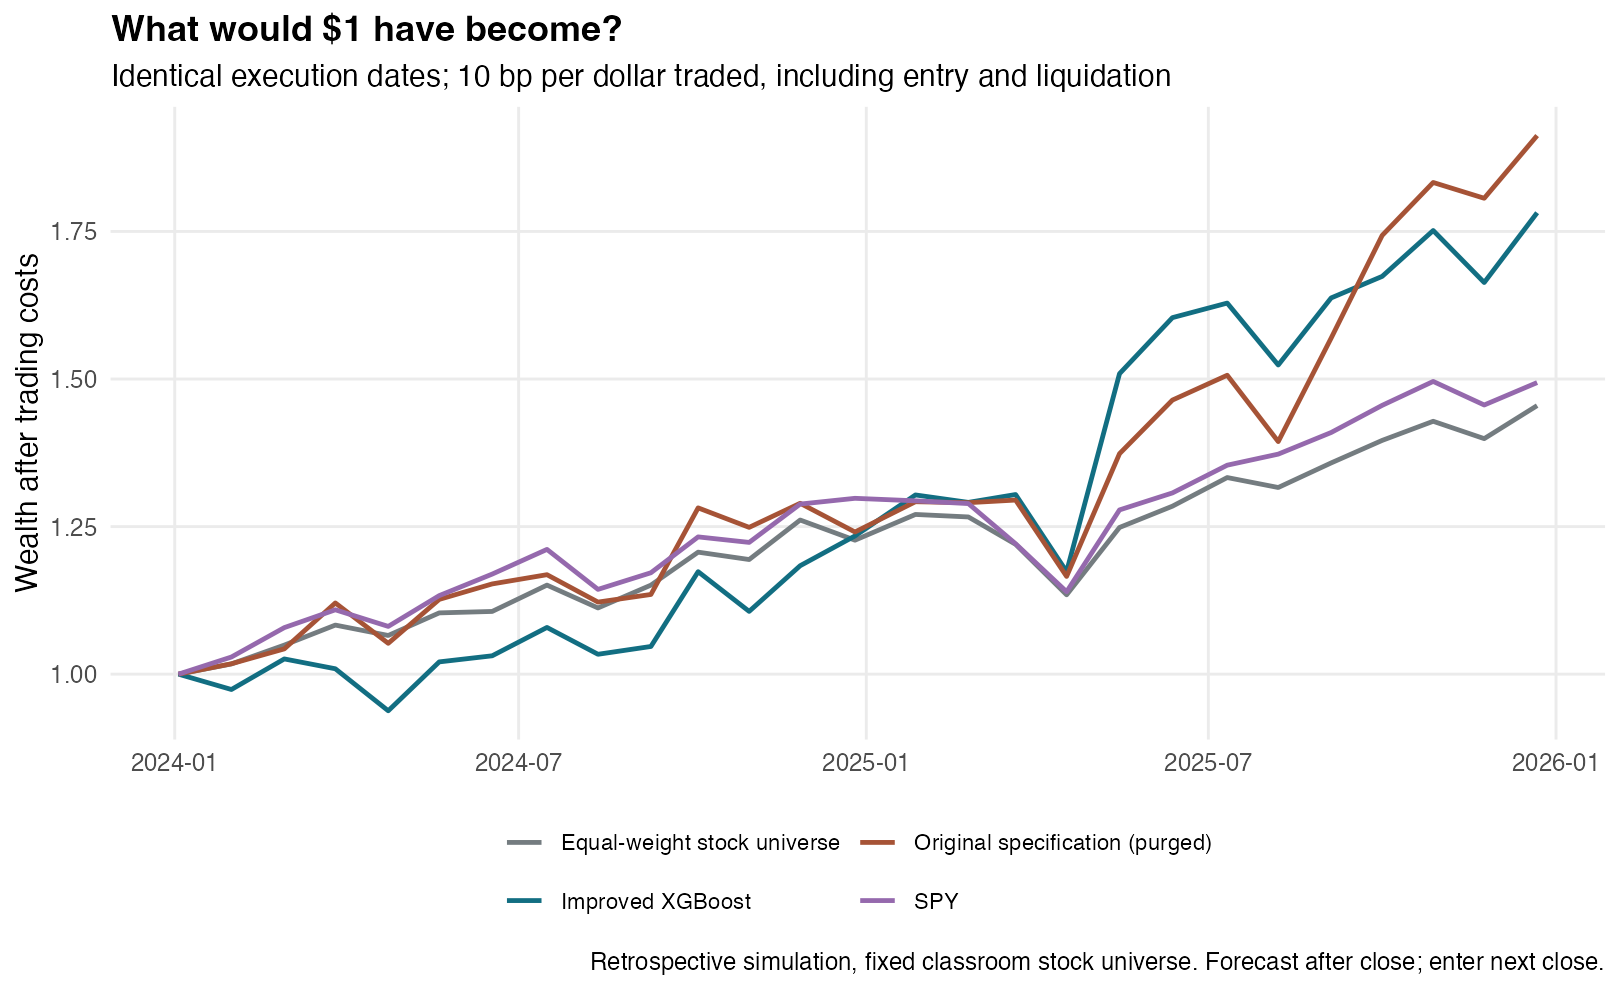 What would $1 have become?
Identical execution dates; 10 bp per dollar traded, including entry and liquidation
Wealth after trading costs
1.75
1.50
1.25
1.00
2024-01
2024-07
2025-01
2025-07
2026-01
Equal-weight stock universe
Original specification (purged)
Improved XGBoost
SPY
Retrospective simulation, fixed classroom stock universe. Forecast after close; enter next close.